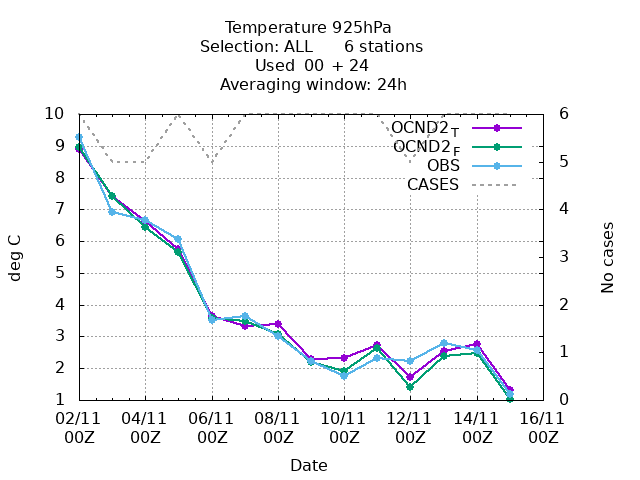 Temperature 925hPa
Selection: ALL      6 stations
Used  00 + 24
Averaging window: 24h
10
9
8
7
6
5
4
3
2
1
6
5
4
3
2
1
0
OCND2T
OCND2F
OBS
CASES
deg C
No cases
02/11 04/11 06/11 08/11 10/11 12/11 14/11 16/11
00Z 00Z 00Z 00Z 00Z 00Z 00Z 00Z
Date